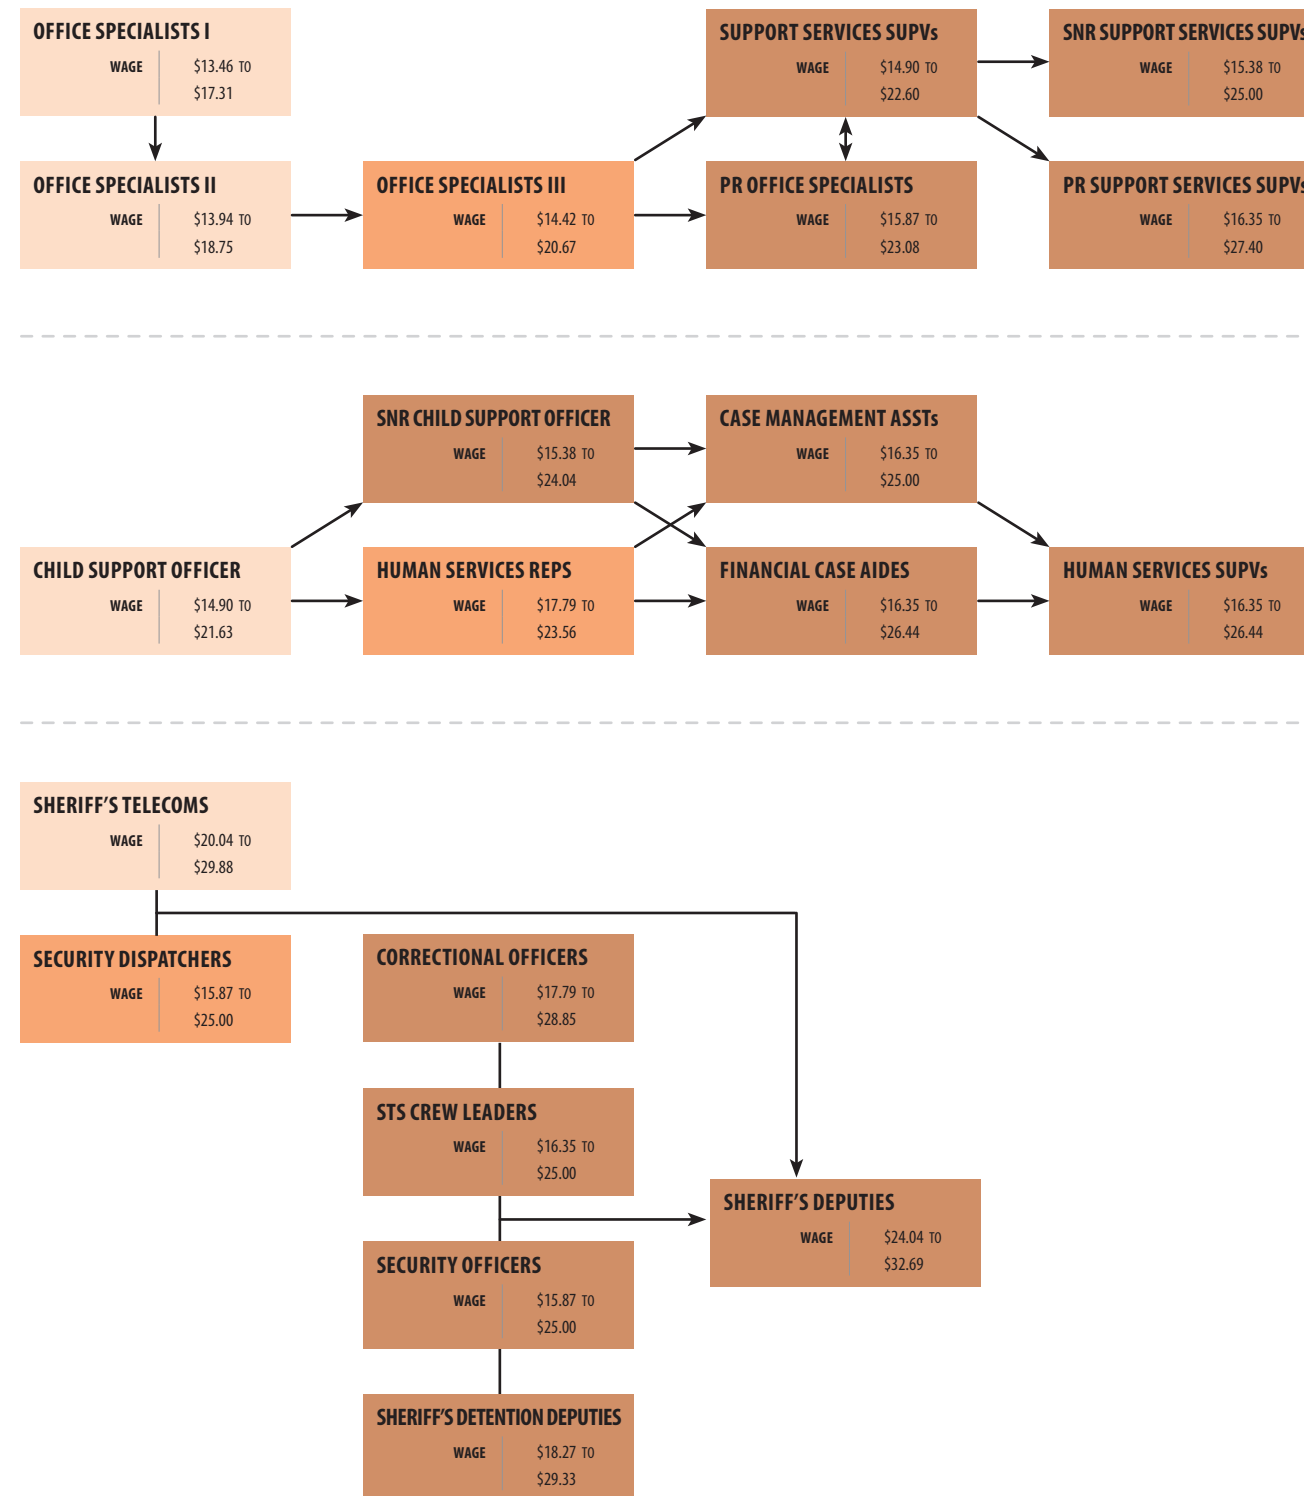 OFFICE SPECIALISTS I
WAGE $13.46 TO
$17.31
SUPPORT SERVICES SUPVs
WAGE $14.90 TO
$22.60
SNR SUPPORT SERVICES SUPVs
WAGE $15.38 TO
$25.00
OFFICE SPECIALISTS II
WAGE $13.94 TO
$18.75
OFFICE SPECIALISTS III
WAGE $14.42 TO
$20.67
PR OFFICE SPECIALISTS
WAGE $15.87 TO
$23.08
PR SUPPORT SERVICES SUPVs
WAGE $16.35 TO
$27.40
SNR CHILD SUPPORT OFFICER
WAGE $15.38 TO
$24.04
CASE MANAGEMENT ASSTs
WAGE $16.35 TO
$25.00
CHILD SUPPORT OFFICER
WAGE $14.90 TO
$21.63
HUMAN SERVICES REPS
WAGE $17.79 TO
$23.56
FINANCIAL CASE AIDES
WAGE $16.35 TO
$26.44
HUMAN SERVICES SUPVs
WAGE $16.35 TO
$26.44
SHERIFF'S TELECOMS
WAGE $20.04 TO
$29.88
SECURITY DISPATCHERS
WAGE $15.87 TO
$25.00
CORRECTIONAL OFFICERS
WAGE $17.79 TO
$28.85
STS CREW LEADERS
WAGE $16.35 TO
$25.00
SHERIFF'S DEPUTIES
WAGE $24.04 TO
$32.69
SECURITY OFFICERS
WAGE $15.87 TO
$25.00
SHERIFF'S DETENTION DEPUTIES
WAGE $18.27 TO
$29.33